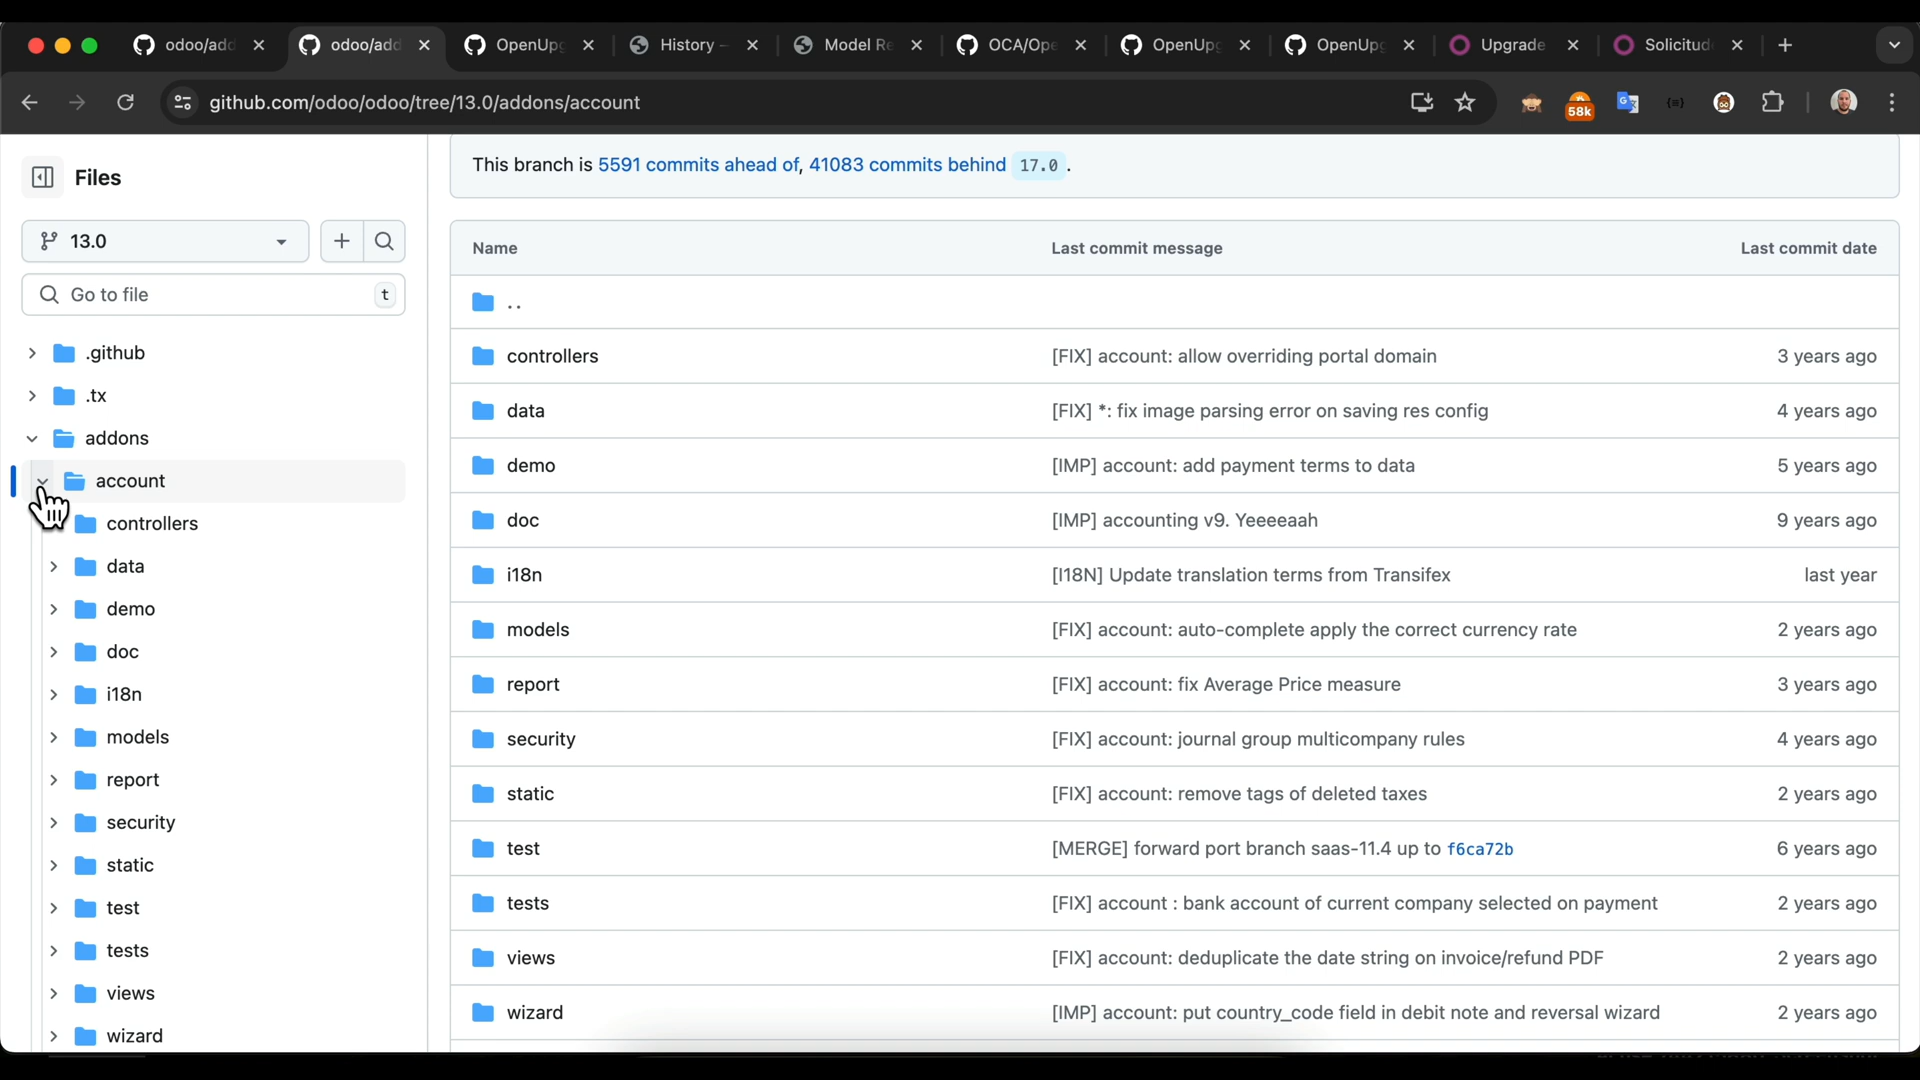 odoo/add
odoo/add
OpenUpg
History –
Model Re
OCA/Ope
OpenUpg
OpenUpg
Upgrade
Solicitud
github.com/odoo/odoo/tree/13.0/addons/account
58k
Files
13.0
Go to file
t
.github
.tx
addons
account
controllers
data
demo
doc
i18n
models
report
security
static
test
tests
views
wizard
This branch is 5591 commits ahead of, 41083 commits behind 17.0 .
Name Last commit message Last commit date
..
controllers [FIX] account: allow overriding portal domain 3 years ago
data [FIX] *: fix image parsing error on saving res config 4 years ago
demo [IMP] account: add payment terms to data 5 years ago
doc [IMP] accounting v9. Yeeeeaah 9 years ago
i18n [I18N] Update translation terms from Transifex last year
models [FIX] account: auto-complete apply the correct currency rate 2 years ago
report [FIX] account: fix Average Price measure 3 years ago
security [FIX] account: journal group multicompany rules 4 years ago
static [FIX] account: remove tags of deleted taxes 2 years ago
test [MERGE] forward port branch saas-11.4 up to f6ca72b 6 years ago
tests [FIX] account : bank account of current company selected on payment 2 years ago
views [FIX] account: deduplicate the date string on invoice/refund PDF 2 years ago
wizard [IMP] account: put country_code field in debit note and reversal wizard 2 years ago